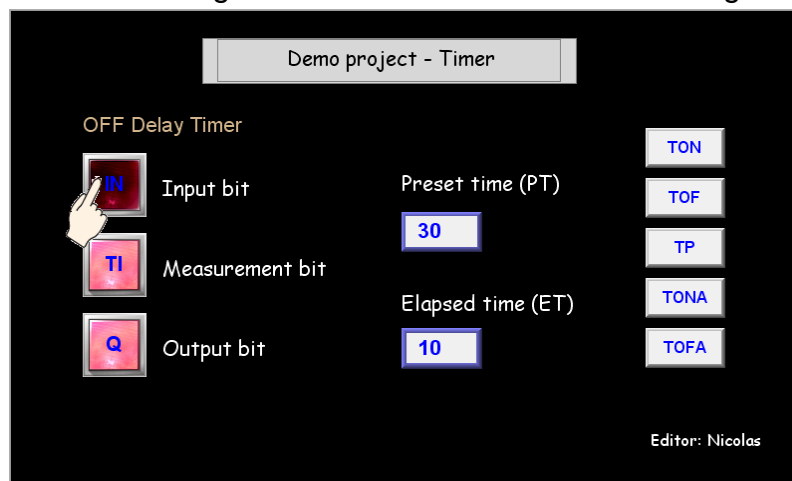 Demo project - Timer
OFF Delay Timer
IN
Input bit
TI
Measurement bit
Q
Output bit
Preset time (PT)
30
Elapsed time (ET)
10
TON
TOF
TP
TONA
TOFA
Editor: Nicolas